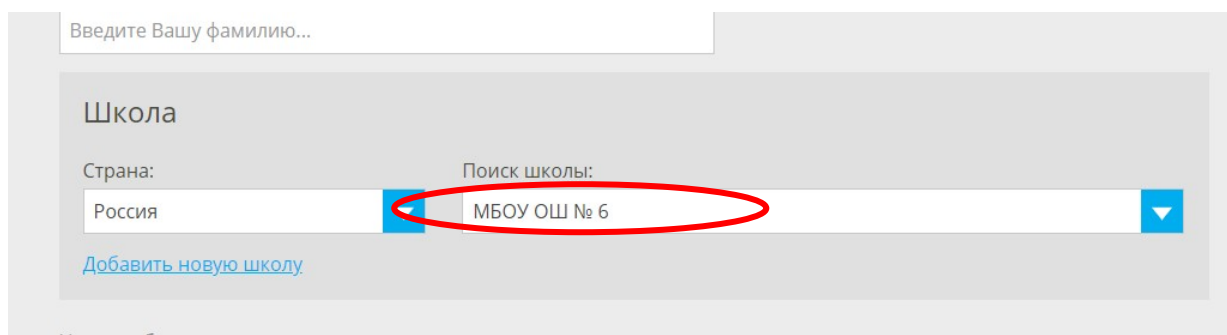 Введите Вашу фамилию...
Школа
Страна: Поиск школы:
Россия МБОУ ОШ № 6
Добавить новую школу